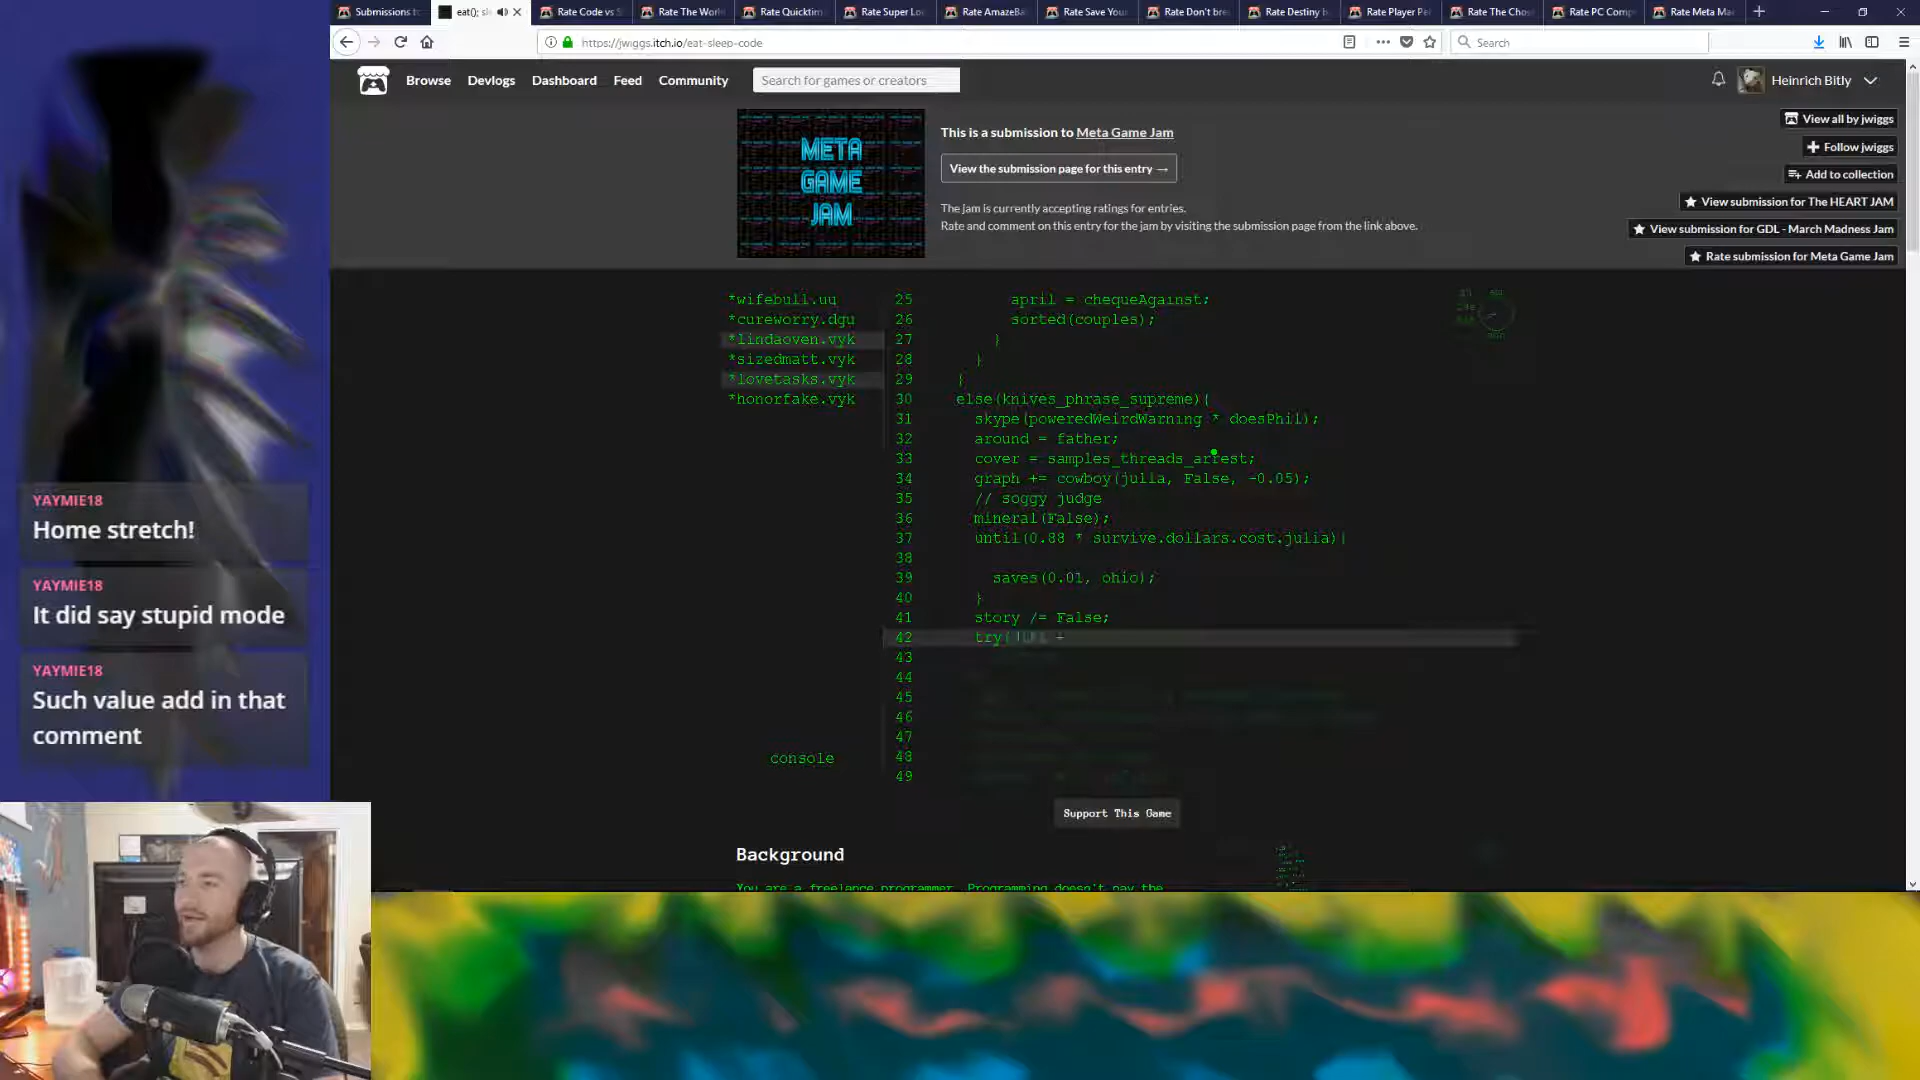 Submissions to
eat(); sl
Rate Code vs S
Rate The World
Rate Quicktim
Rate Super Lo
Rate AmazeBa
Rate Save Your
Rate Don't bre
Rate Destiny b
Rate Player Pe
Rate The Chos
Rate PC Comp
Rate Meta Ma
https://jwiggs.itch.io/eat-sleep-code
Search
Browse
Devlogs
Dashboard
Feed
Community
Search for games or creators
Heinrich Bitly
META
GAME
JAM
This is a submission to Meta Game Jam
View the submission page for this entry →
The jam is currently accepting ratings for entries.
Rate and comment on this entry for the jam by visiting the submission page from the link above.
View all by jwiggs
Follow jwiggs
Add to collection
View submission for The HEART JAM
View submission for GDL - March Madness Jam
Rate submission for Meta Game Jam
*wifebull.uu
*cureworry.dgu
*lindaoven.vyk
*sizedmatt.vyk
*lovetasks.vyk
*honorfake.vyk
console
25 april = chequeAgainst;
26 sorted(couples);
27 }
28 }
29 }
30 else(knives_phrase_supreme){
31 skype(poweredWeirdWarning * doesPhil);
32 around = father;
33 cover = samples_threads_arrest;
34 graph += cowboy(julia, False, -0.05);
35 // soggy judge
36 mineral(False);
37 until(0.88 * survive.dollars.cost.julia)|
38
39 saves(0.01, ohio);
40 }
41 story /= False;
42 try(
43
44
45
46
47
48
49
Support This Game
Background
You are a freelance programmer. Programming doesn't pay the
YAYMIE18
Home stretch!
YAYMIE18
It did say stupid mode
YAYMIE18
Such value add in that
comment